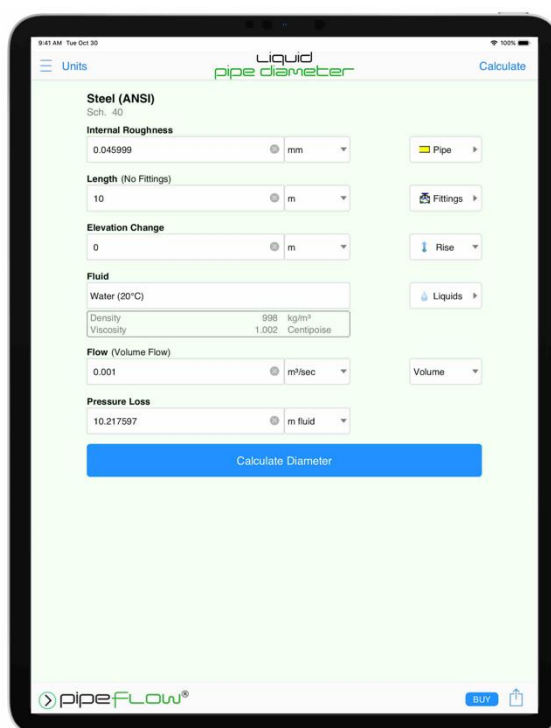 9:41 AM Tue Oct 30 100%
Units Liquid pipe diameter Calculate
Steel (ANSI)
Sch. 40
Internal Roughness
0.045999 mm Pipe
Length (No Fittings)
10 m Fittings
Elevation Change
0 m Rise
Fluid
Water (20°C) Liquids
Density 998 kg/m³
Viscosity 1.002 Centipoise
Flow (Volume Flow)
0.001 m³/sec Volume
Pressure Loss
10.217597 m fluid
Calculate Diameter
pipeflow® BUY